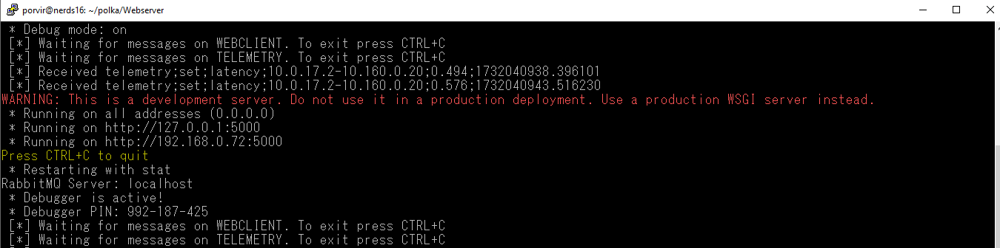 porvir@nerds16: ~/polka/Webserver
* Debug mode: on
[*] Waiting for messages on WEBCLIENT. To exit press CTRL+C
[*] Waiting for messages on TELEMETRY. To exit press CTRL+C
[*] Received telemetry;set;latency;10.0.17.2-10.160.0.20;0.494;1732040938.396101
[*] Received telemetry;set;latency;10.0.17.2-10.160.0.20;0.576;1732040943.516230
WARNING: This is a development server. Do not use it in a production deployment. Use a production WSGI server instead.
* Running on all addresses (0.0.0.0)
* Running on http://127.0.0.1:5000
* Running on http://192.168.0.72:5000
Press CTRL+C to quit
* Restarting with stat
RabbitMQ Server: localhost
* Debugger is active!
* Debugger PIN: 992-187-425
[*] Waiting for messages on WEBCLIENT. To exit press CTRL+C
[*] Waiting for messages on TELEMETRY. To exit press CTRL+C